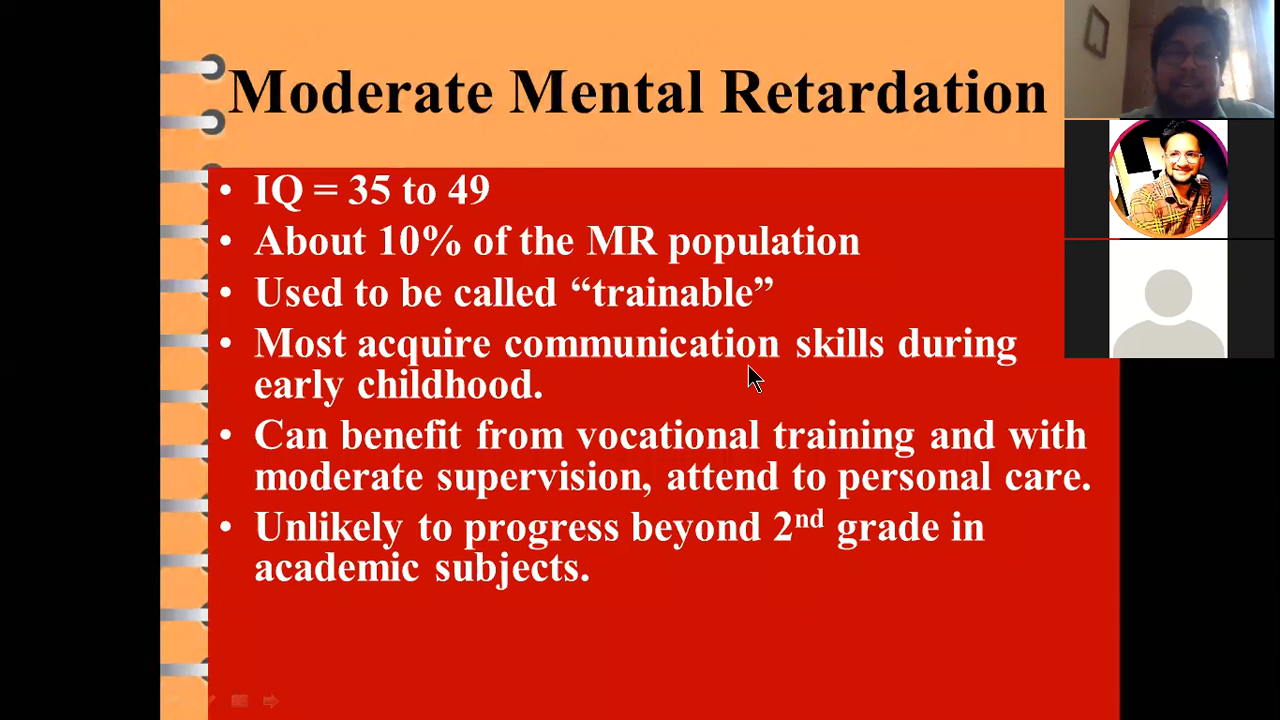 Moderate Mental Retardation
• IQ = 35 to 49
• About 10% of the MR population
• Used to be called “trainable”
• Most acquire communication skills during
early childhood.
• Can benefit from vocational training and with
moderate supervision, attend to personal care.
• Unlikely to progress beyond 2nd grade in
academic subjects.